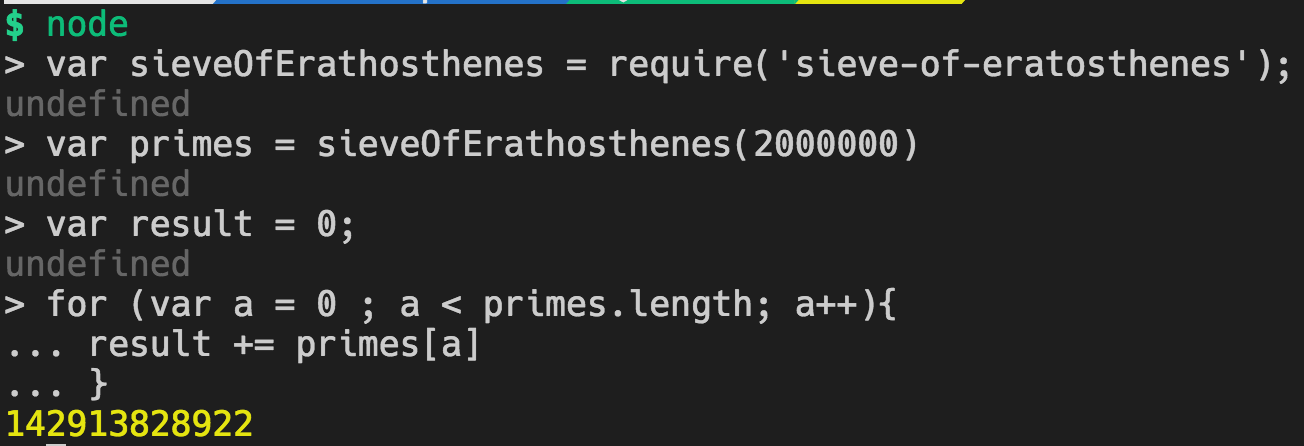 $ node
> var sieveOfErathosthenes = require('sieve-of-eratosthenes');
undefined
> var primes = sieveOfErathosthenes(2000000)
undefined
> var result = 0;
undefined
> for (var a = 0 ; a < primes.length; a++){
... result += primes[a]
... }
142913828922